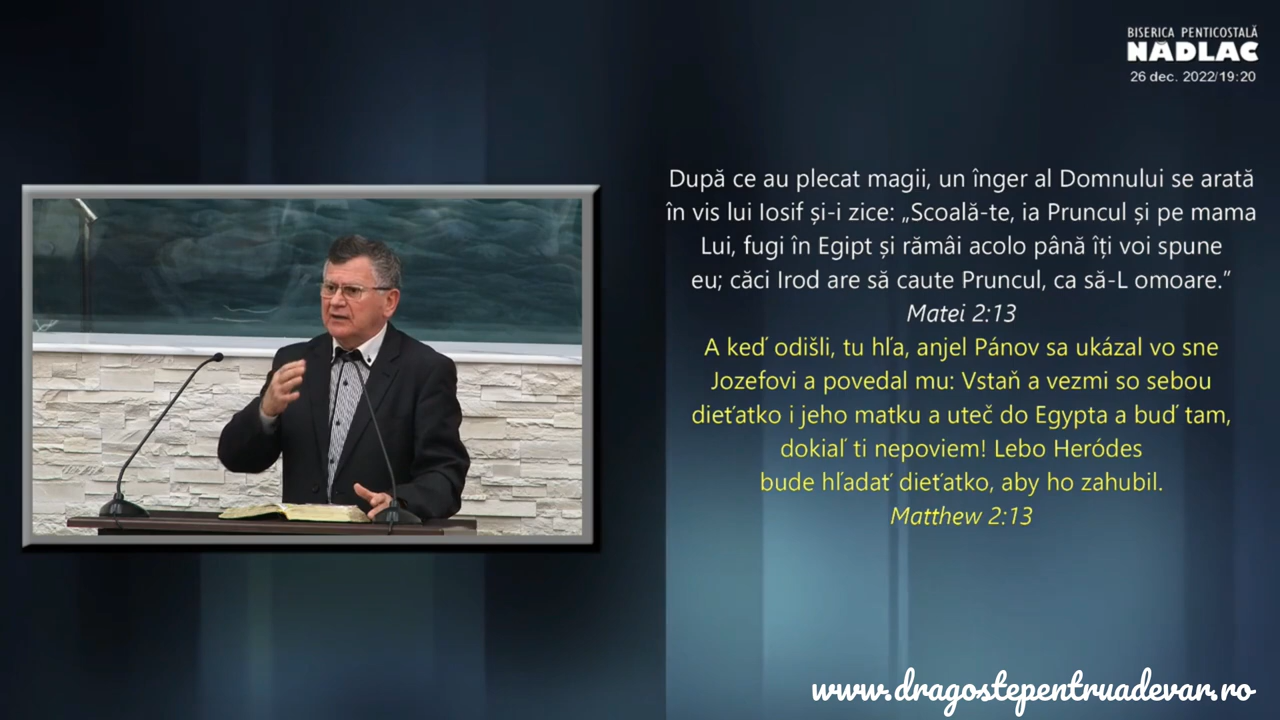 BISERICA PENTICOSTALĂ
NĂDLAC
26 dec. 2022/19:20
După ce au plecat magii, un înger al Domnului se arată
în vis lui Iosif și-i zice: „Scoală-te, ia Pruncul și pe mama
Lui, fugi în Egipt și rămâi acolo până îți voi spune
eu; căci Irod are să caute Pruncul, ca să-L omoare.”
Matei 2:13
A keď odišli, tu hľa, anjel Pánov sa ukázal vo sne
Jozefovi a povedal mu: Vstaň a vezmi so sebou
dieťatko i jeho matku a uteč do Egypta a buď tam,
dokiaľ ti nepoviem! Lebo Heródes
bude hľadať dieťatko, aby ho zahubil.
Matthew 2:13
www.dragostepentruadevar.ro